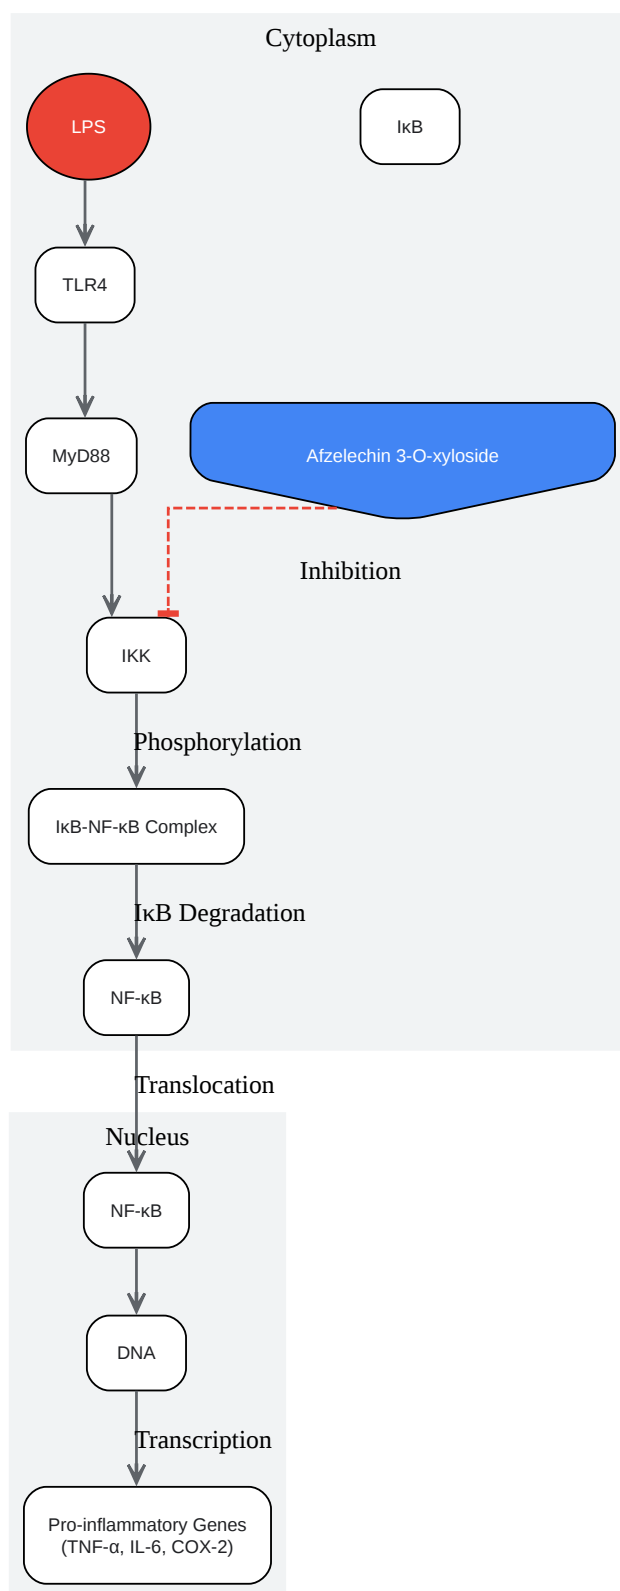 Cytoplasm
LPS
IκB
TLR4
MyD88
Afzelechin 3-O-xyloside
Inhibition
IKK
Phosphorylation
IκB-NF-κB Complex
IκB Degradation
NF-κB
Translocation
Nucleus
NF-κB
DNA
Transcription
Pro-inflammatory Genes
(TNF-α, IL-6, COX-2)